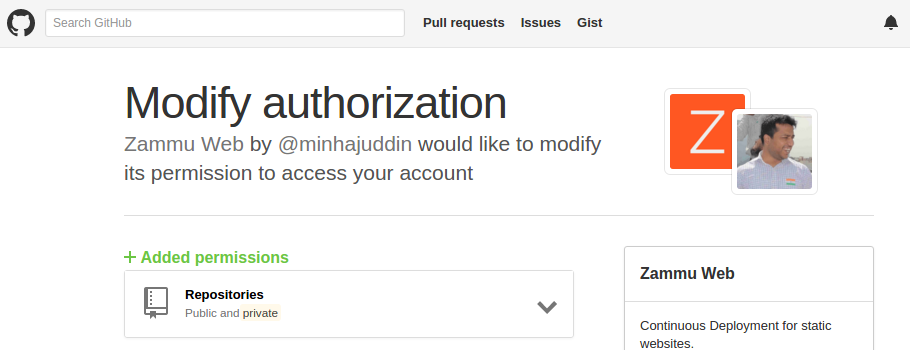 Search GitHub
Pull requests
Issues
Gist
Modify authorization
Zammu Web by @minhajuddin would like to modify
its permission to access your account
Z
+ Added permissions
Repositories
Public and private
Zammu Web
Continuous Deployment for static
websites.